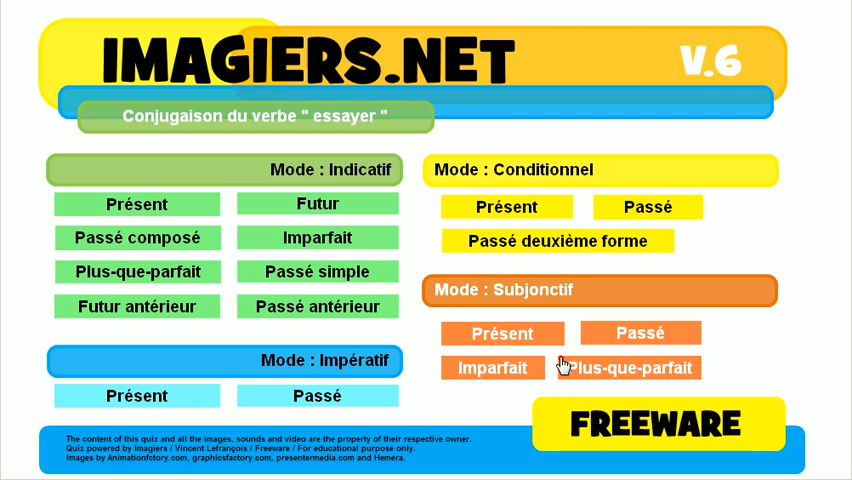 IMAGIERS.NET
V.6
Conjugaison du verbe " essayer "
Mode : Indicatif
Présent
Futur
Passé composé
Imparfait
Plus-que-parfait
Passé simple
Futur antérieur
Passé antérieur
Mode : Impératif
Présent
Passé
Mode : Conditionnel
Présent
Passé
Passé deuxième forme
Mode : Subjonctif
Présent
Passé
Imparfait
Plus-que-parfait
FREEWARE
The content of this quiz and all the images, sounds and video are the property of their respective owner.
Quiz powered by Imagiers / Vincent Lefrançois / Freeware / For educational purpose only.
Images by Animationfctory.com, graphicsfactory.com, presentermedia.com and Hemera.